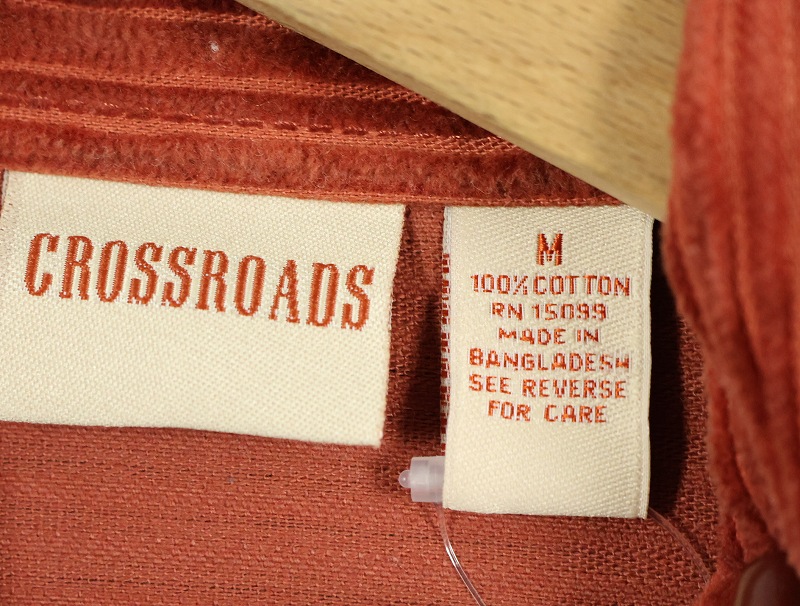 CROSSROADS
M
100% COTTON
RN 15099
MADE IN
BANGLADESH
SEE REVERSE
FOR CARE